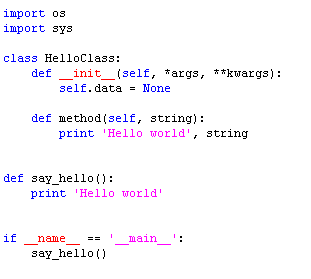 import os
import sys

class HelloClass:
    def __init__(self, *args, **kwargs):
        self.data = None

    def method(self, string):
        print 'Hello world', string


def say_hello():
    print 'Hello world'


if __name__ == '__main__':
    say_hello()